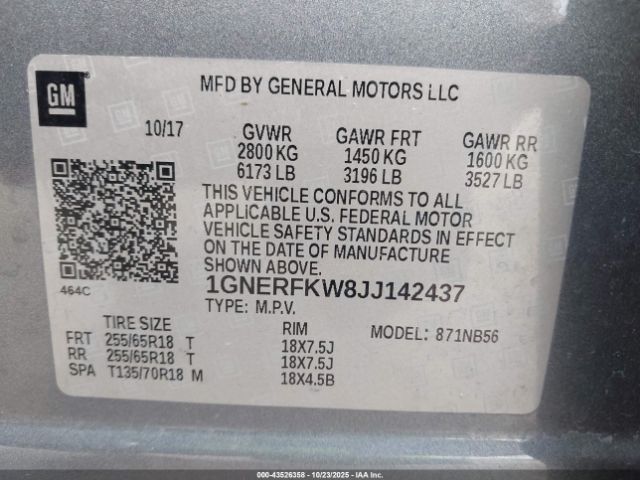 GM
MFD BY GENERAL MOTORS LLC
10/17 GVWR GAWR FRT GAWR RR
2800 KG 1450 KG 1600 KG
6173 LB 3196 LB 3527 LB
THIS VEHICLE CONFORMS TO ALL
APPLICABLE U.S. FEDERAL MOTOR
VEHICLE SAFETY STANDARDS IN EFFECT
ON THE DATE OF MANUFACTURE
SHOWN ABOVE.
464C
1GNERFKW8JJ142437
TYPE: M.P.V.
TIRE SIZE RIM MODEL: 871NB56
FRT 255/65R18 T 18X7.5J
RR 255/65R18 T 18X7.5J
SPA T135/70R18 M 18X4.5B
000-43526358 - 10/23/2025 - IAA Inc.